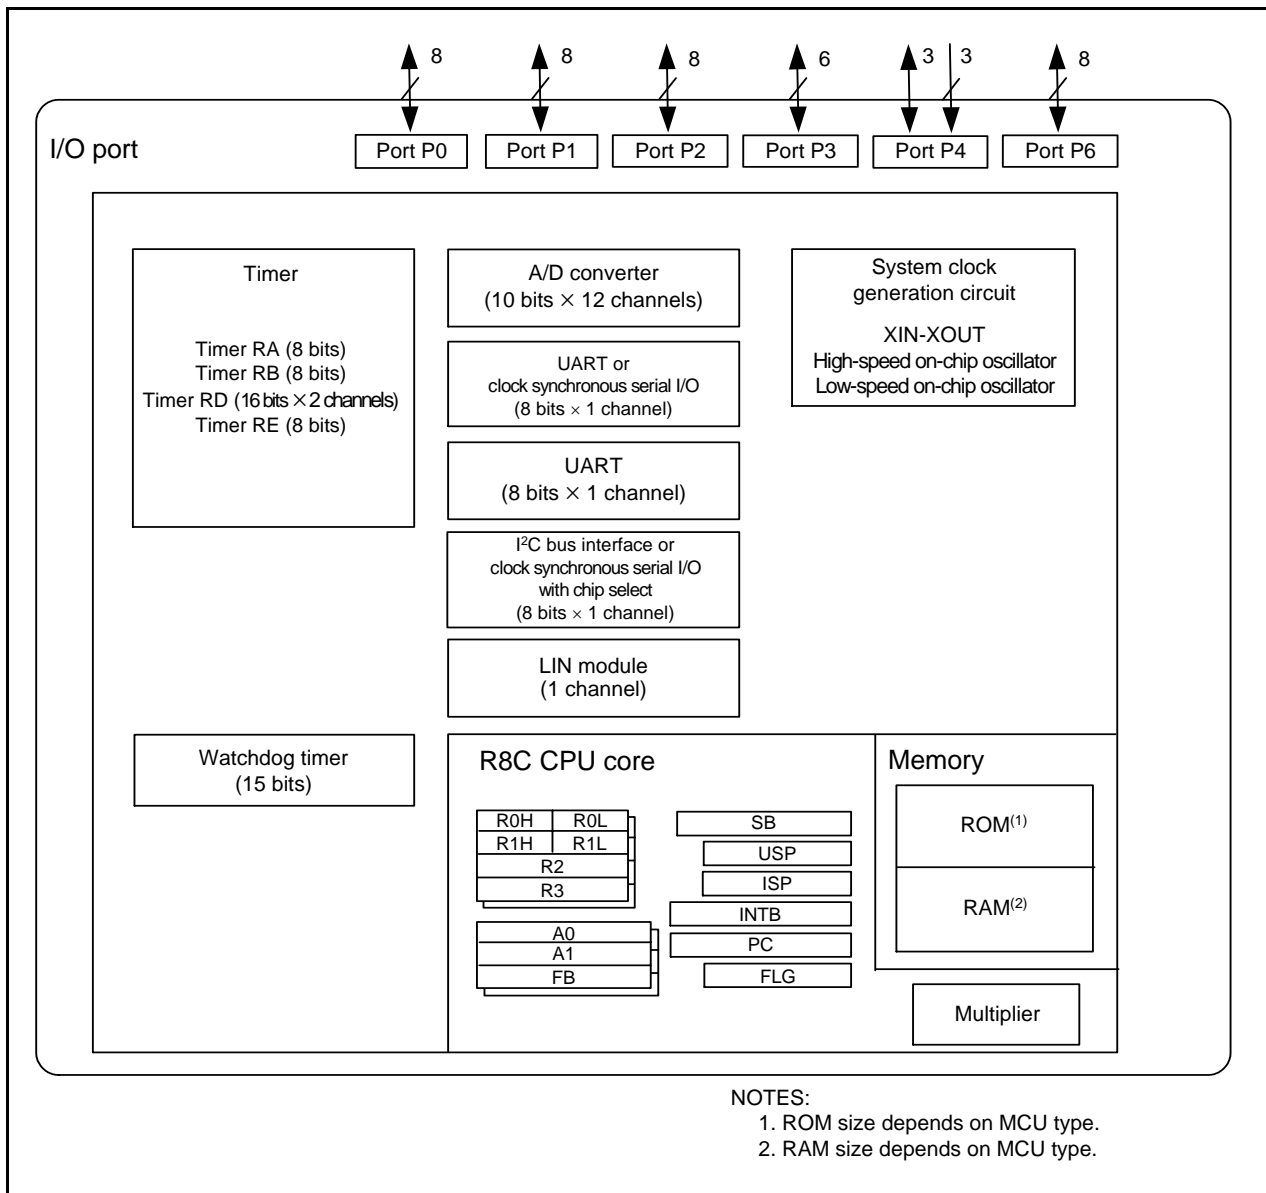 8 8 8 6 3 3 8
I/O port
Port P0 Port P1 Port P2 Port P3 Port P4 Port P6
Timer
Timer RA (8 bits)
Timer RB (8 bits)
Timer RD (16 bits × 2 channels)
Timer RE (8 bits)
A/D converter
(10 bits × 12 channels)
UART or
clock synchronous serial I/O
(8 bits × 1 channel)
UART
(8 bits × 1 channel)
I²C bus interface or
clock synchronous serial I/O
with chip select
(8 bits × 1 channel)
LIN module
(1 channel)
System clock
generation circuit
XIN-XOUT
High-speed on-chip oscillator
Low-speed on-chip oscillator
Watchdog timer
(15 bits)
R8C CPU core
R0H R0L
R1H R1L
R2
R3
A0
A1
FB
SB
USP
ISP
INTB
PC
FLG
Memory
ROM(1)
RAM(2)
Multiplier
NOTES:
1. ROM size depends on MCU type.
2. RAM size depends on MCU type.